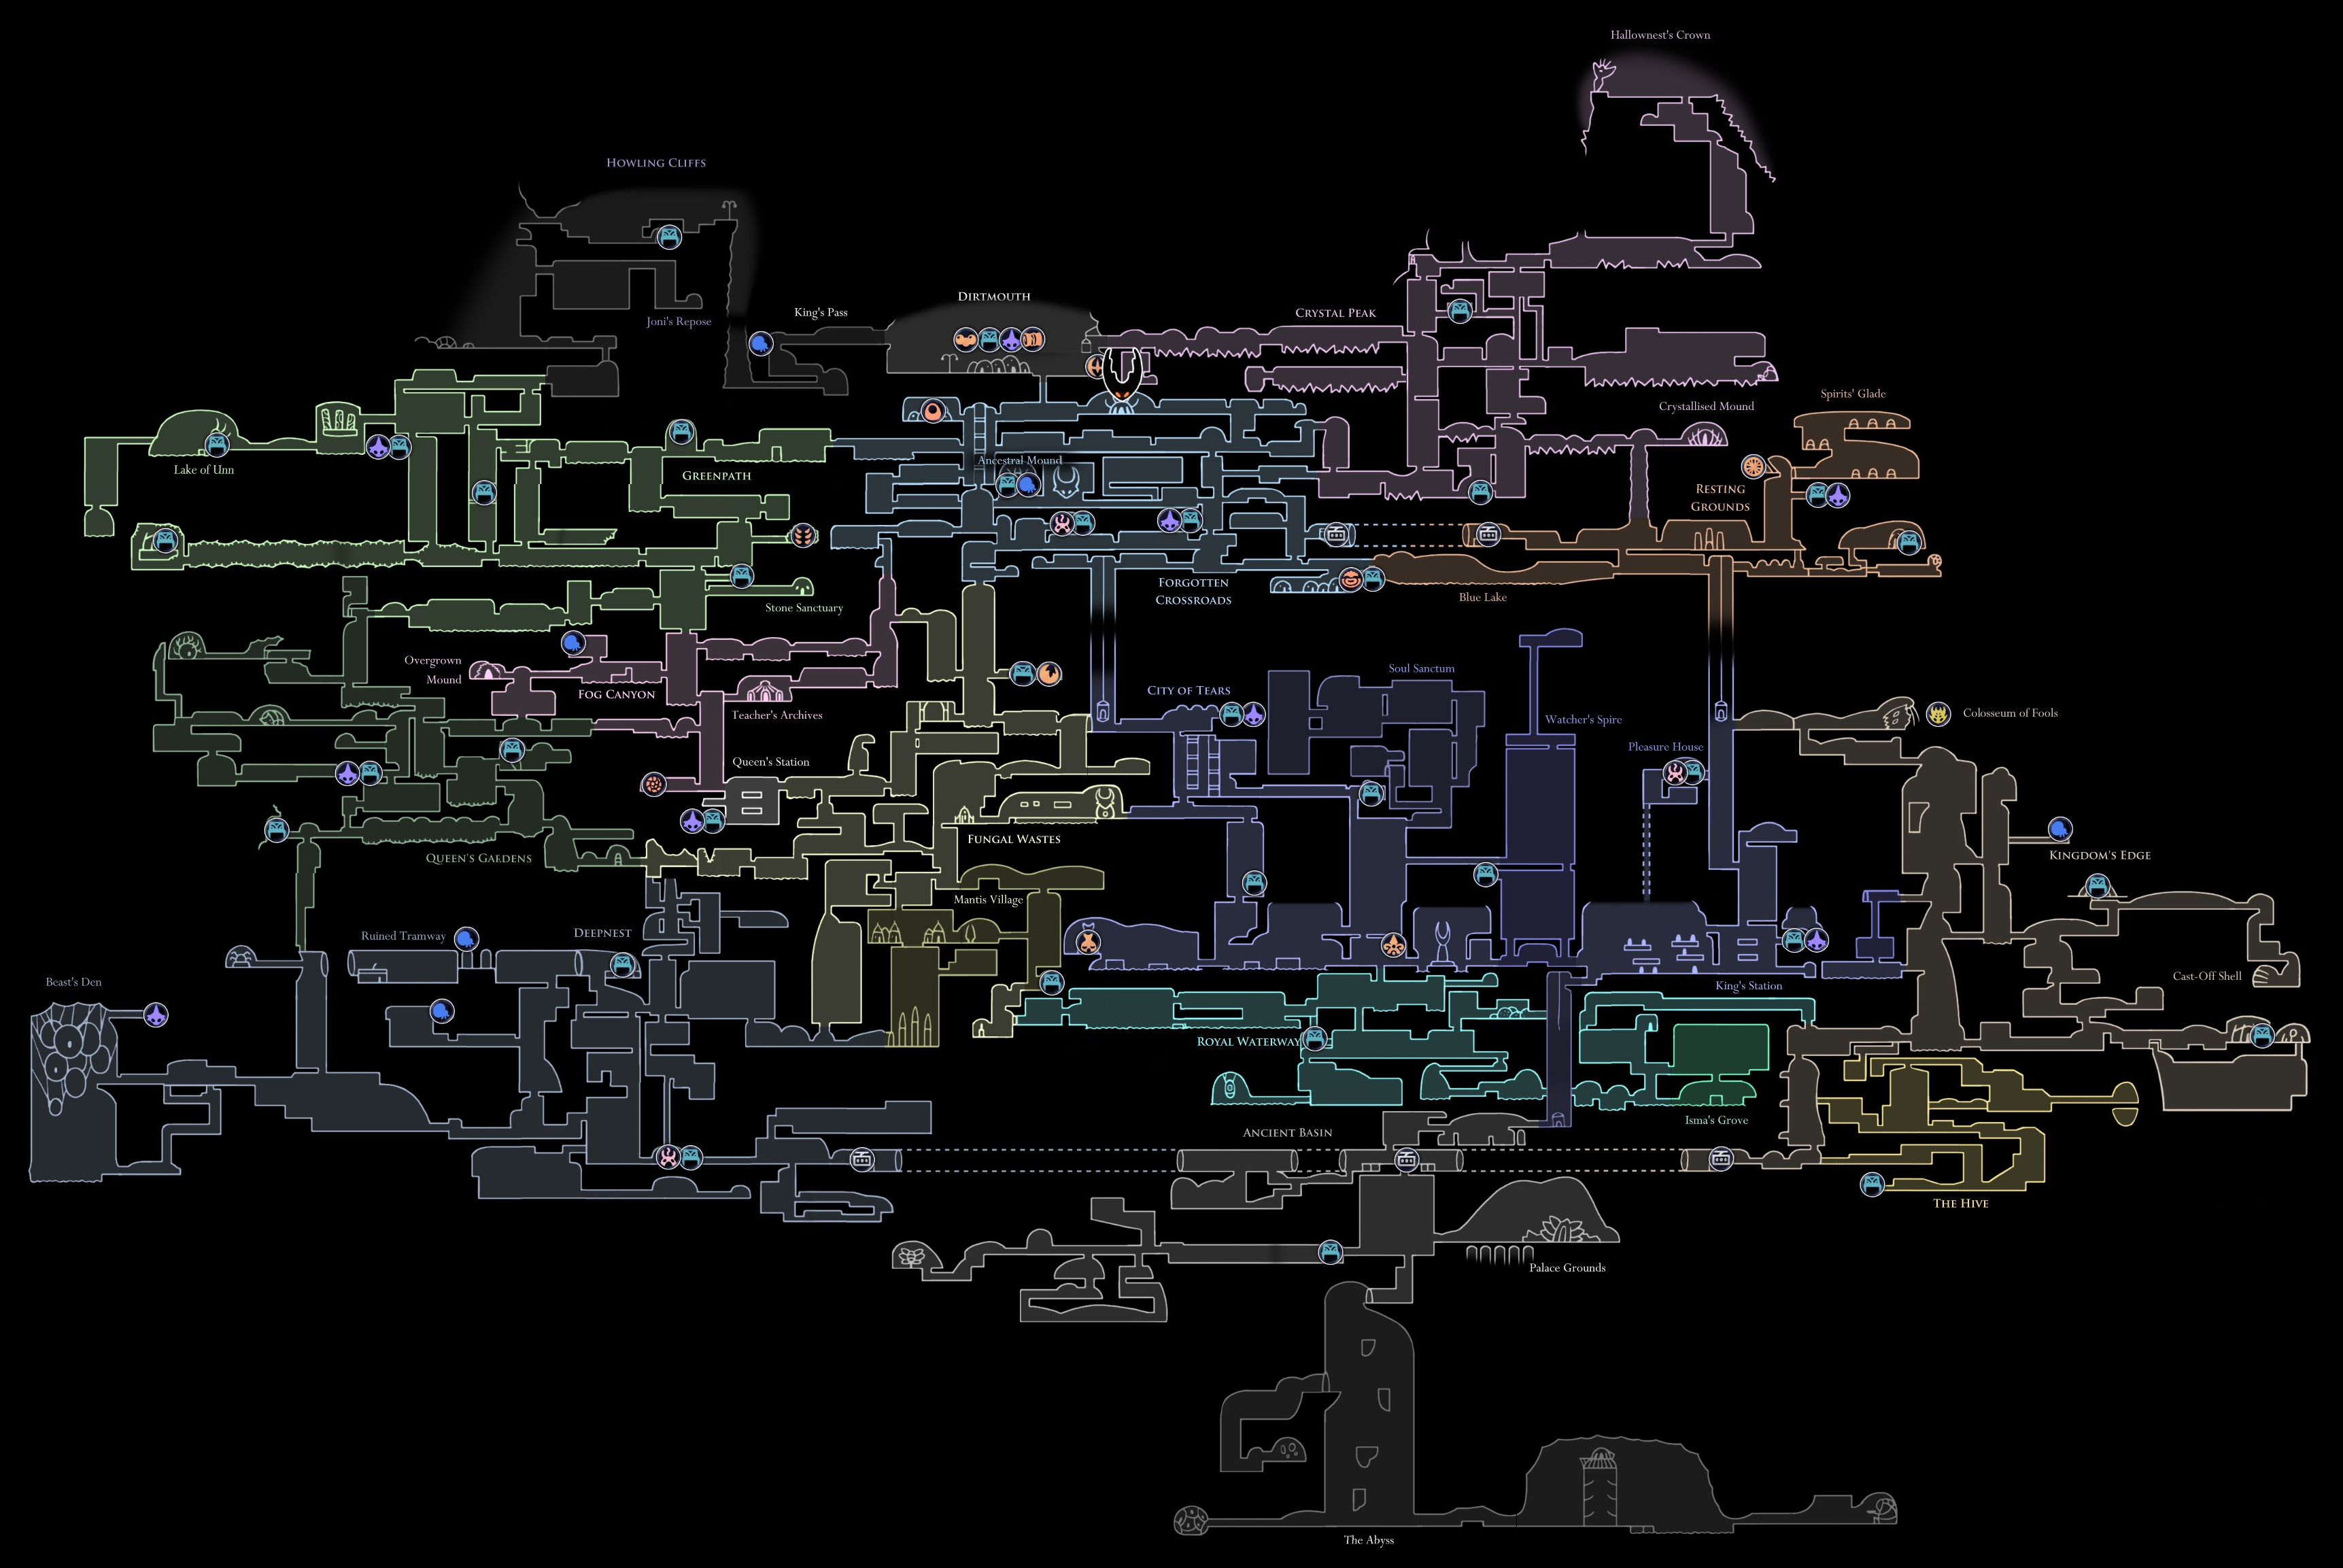 Hallownest's Crown
HOWLING CLIFFS
DIRTMOUTH
King's Pass
CRYSTAL PEAK
Joni's Repose
Spirits' Glade
Crystallised Mound
Ancestral Mound
Lake of Unn
GREENPATH
RESTING
GROUNDS
FORGOTTEN
CROSSROADS
Blue Lake
Stone Sanctuary
Overgrown
Mound
FOG CANYON
Soul Sanctum
CITY OF TEARS
Teacher's Archives
Watcher's Spire
Colosseum of Fools
Pleasure House
Queen's Station
FUNGAL WASTES
QUEEN'S GARDENS
KINGDOM'S EDGE
Mantis Village
Ruined Tramway
DEEPNEST
Cast-Off Shell
Beast's Den
King's Station
ROYAL WATERWAY
Isma's Grove
ANCIENT BASIN
THE HIVE
Palace Grounds
The Abyss